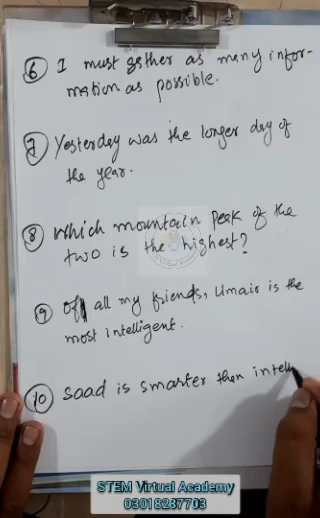 ⑥ I must gather as many infor-
mation as possible.
⑦ Yesterday was the longer day of
the year.
⑧ Which mountain peak of the
two is the highest?
⑨ Of all my friends, Umair is the
most intelligent.
⑩ Saad is smarter then intell
STEM Virtual Academy
03018287703